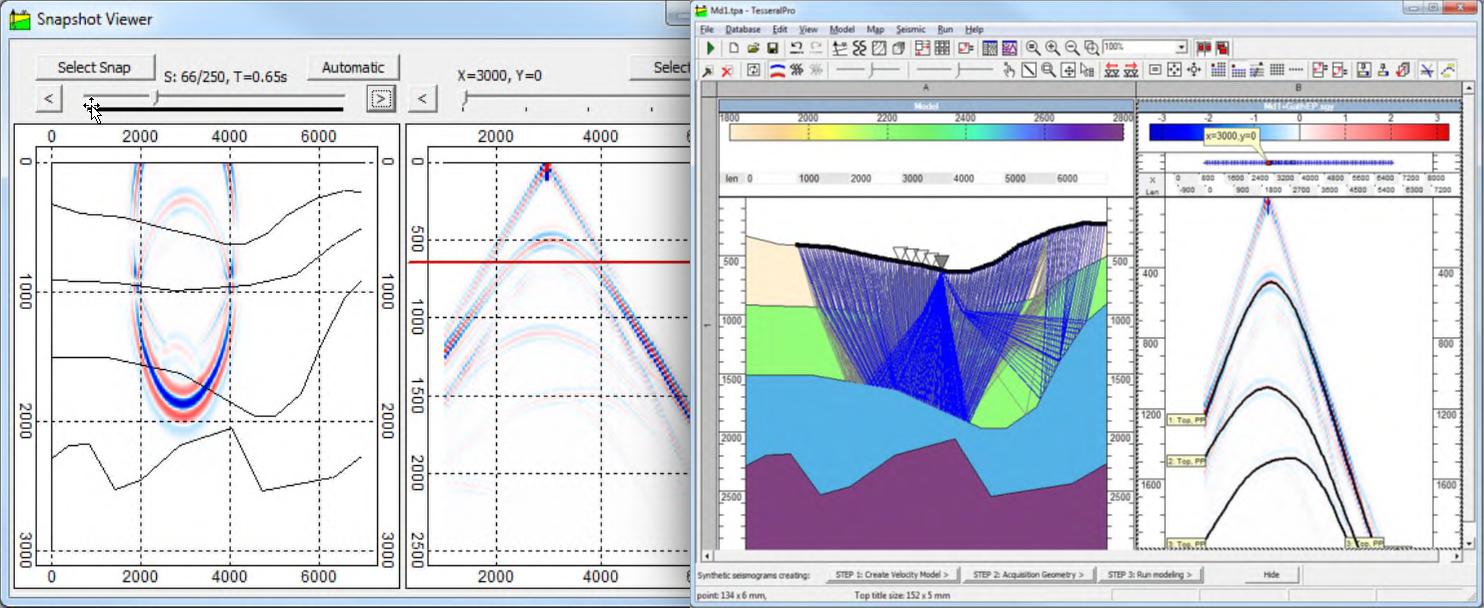 Snapshot Viewer
Select Snap
S: 66/250, T=0.65s
Automatic
<
>
X=3000, Y=0
Select
<
0 2000 4000 6000
0
1000
2000
3000
0
1000
2000
3000
0 2000 4000 6000
2000 4000
0
500
1000
1500
2000
2500
2000 4000
Md1.tpa - TesseralPro
File Database Edit View Model Map Seismic Run Help
100%
A
B
1
Model
1800 2000 2200 2400 2600 2800
len 0 1000 2000 3000 4000 5000 6000
500
1000
1500
2000
2500
500
1000
1500
2000
2500
Md1+GathEP.sgy
-3 -2 -1 0 1 2 3
x=3000,y=0
X 0 800 1600 2400 3200 4000 4800 5600 6400 7200 8000
Len -900 0 900 1800 2700 3600 4500 5400 6300 7200
400
800
1200
1600
400
800
1200
1600
1: Top, PP
2: Top, PP
3: Top, PP
3: Top, PP
Synthetic seismograms creating:
STEP 1: Create Velocity Model >
STEP 2: Acquisition Geometry >
STEP 3: Run modeling >
Hide
point: 134 x 6 mm,
Top title size: 152 x 5 mm